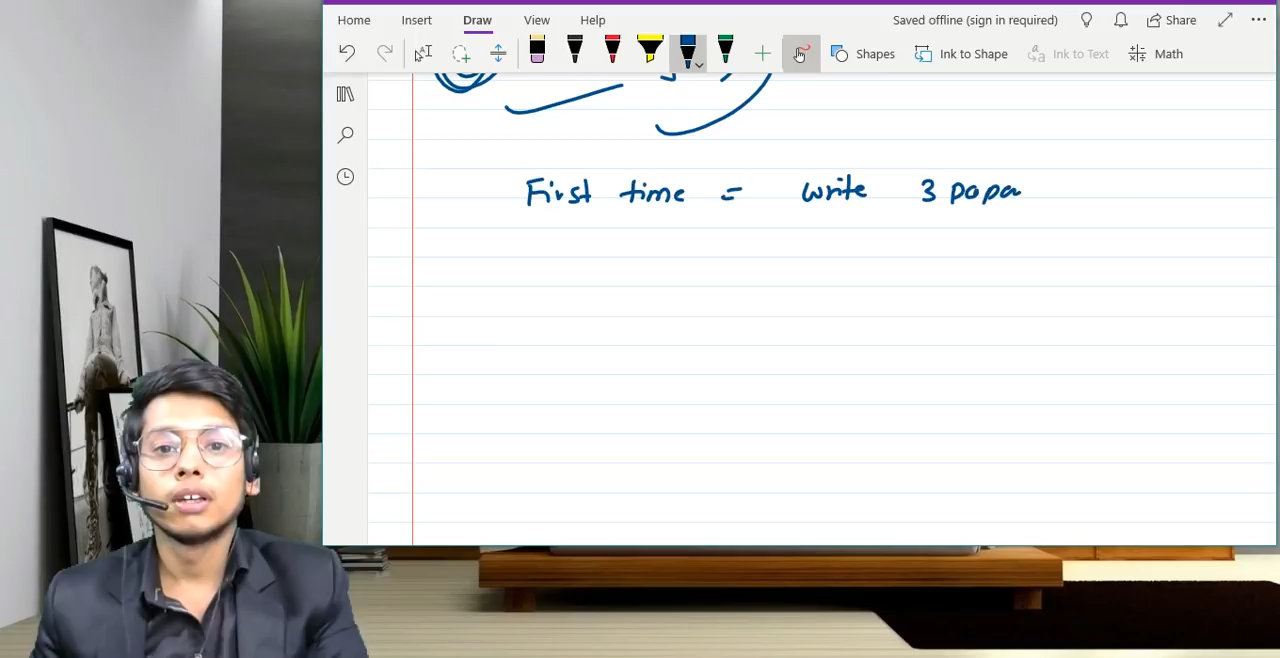 Home Insert Draw View Help Saved offline (sign in required) Share
Shapes Ink to Shape Ink to Text Math
First time = write 3 papa